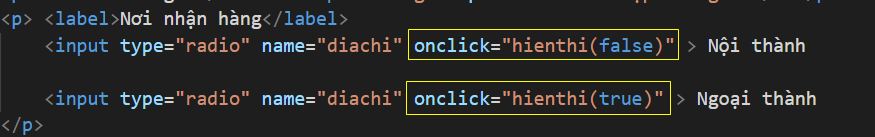 <p> <label>Nơi nhận hàng</label>
<input type="radio" name="diachi" onclick="hienthi(false)" > Nội thành
<input type="radio" name="diachi" onclick="hienthi(true)" > Ngoại thành
</p>